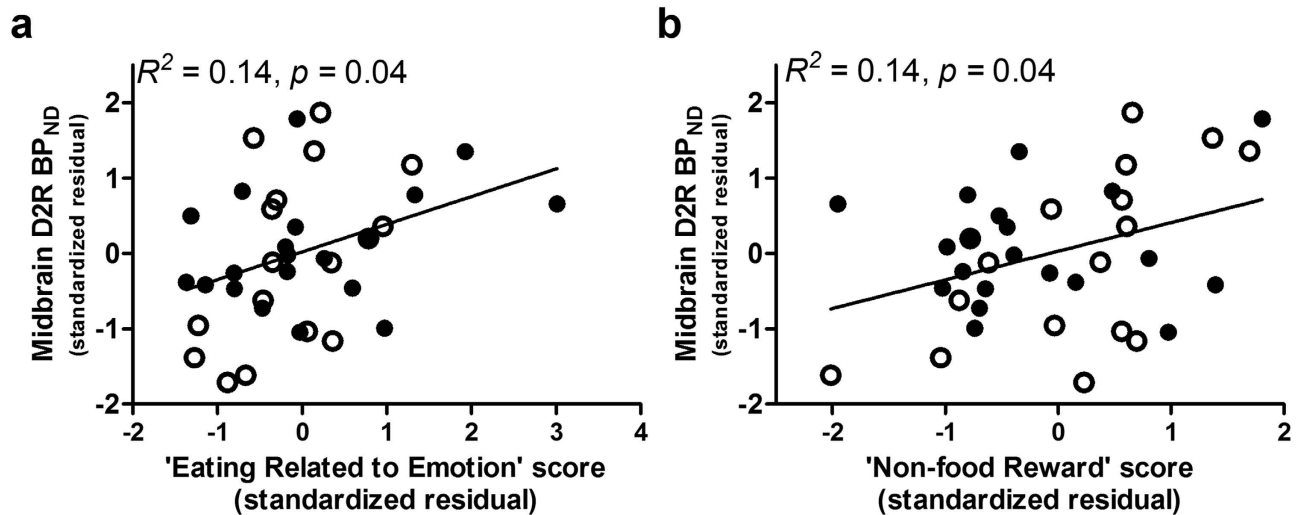 a
R² = 0.14, p = 0.04
Midbrain D2R BP_ND
(standardized residual)
2
1
0
-1
-2
-2 -1 0 1 2 3 4
'Eating Related to Emotion' score
(standardized residual)
b
R² = 0.14, p = 0.04
Midbrain D2R BP_ND
(standardized residual)
2
1
0
-1
-2
-2 -1 0 1 2
'Non-food Reward' score
(standardized residual)